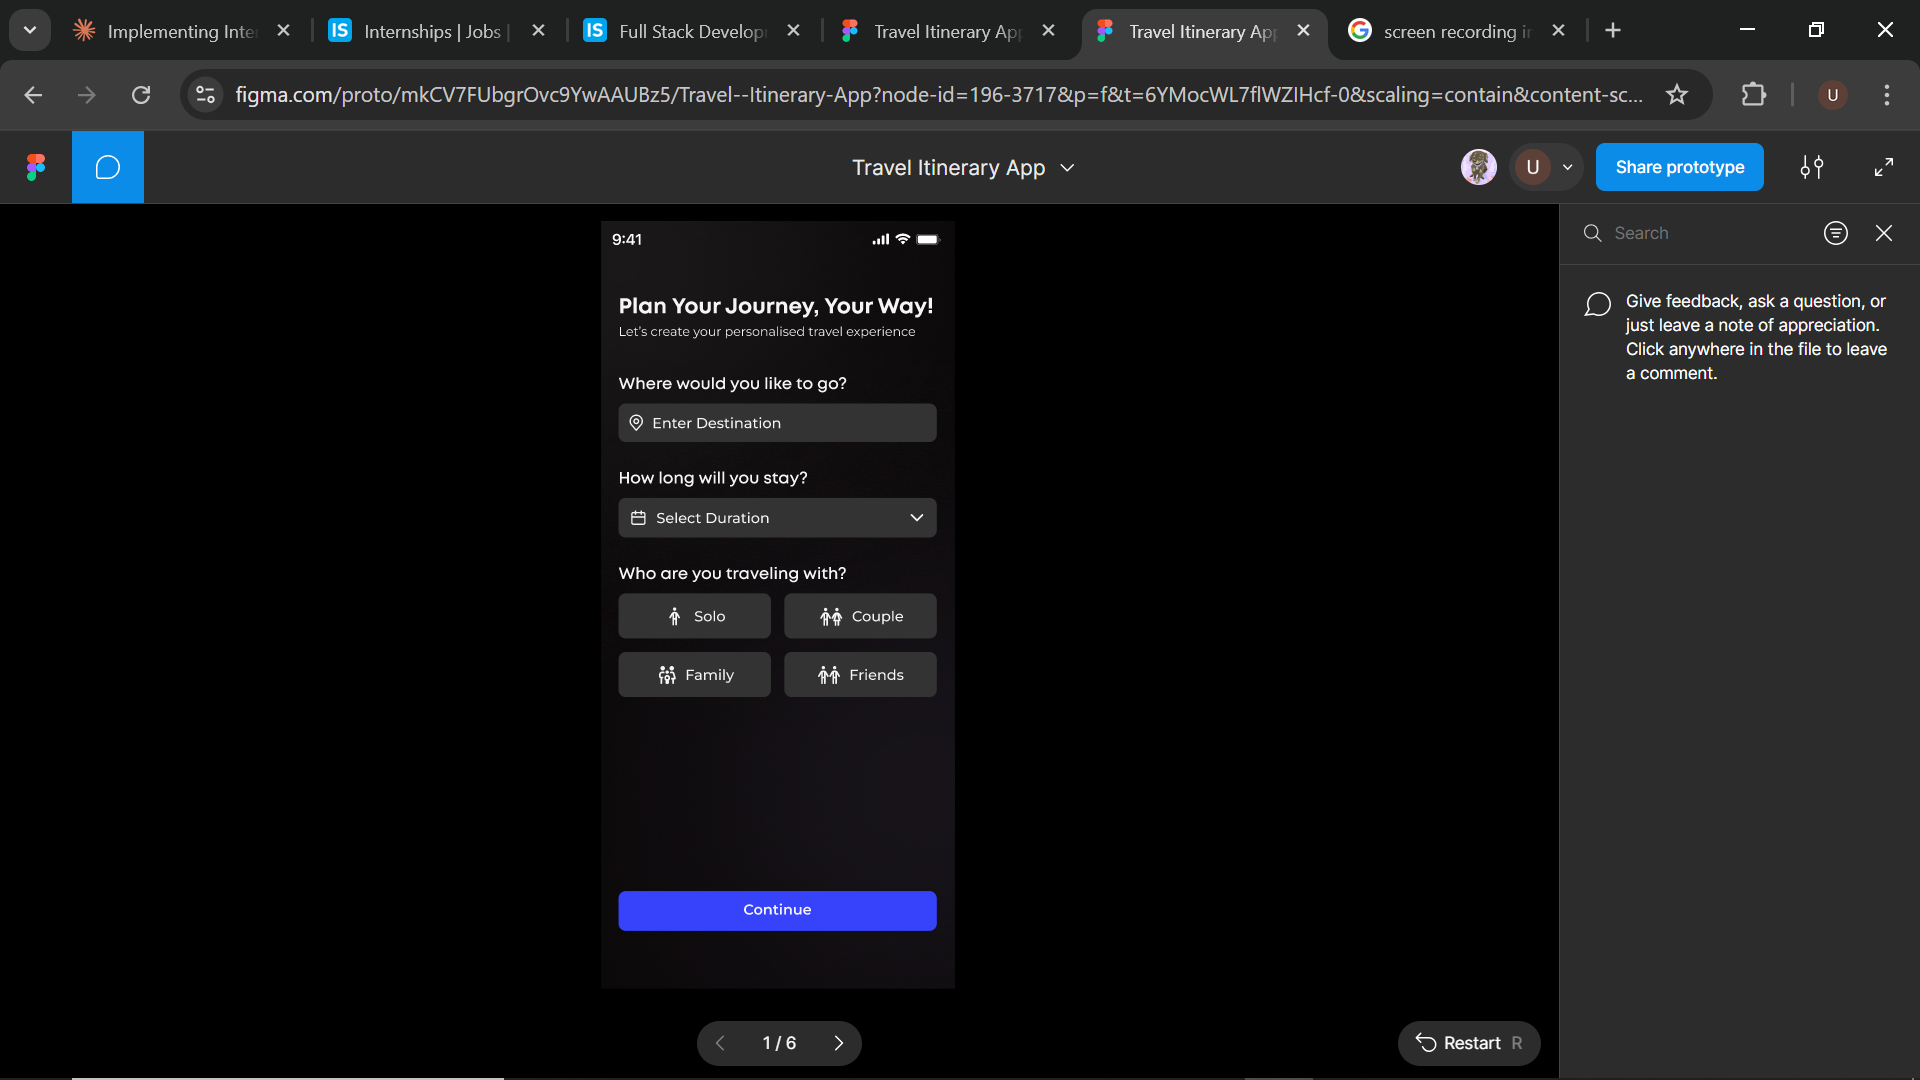 Implementing Inte
IS Internships | Jobs |
IS Full Stack Develop
Travel Itinerary Ap
Travel Itinerary Ap
screen recording i
figma.com/proto/mkCV7FUbgrOvc9YwAAUBz5/Travel--Itinerary-App?node-id=196-3717&p=f&t=6YMocWL7flWZIHcf-0&scaling=contain&content-sc...
U
Travel Itinerary App
U
Share prototype
9:41
Plan Your Journey, Your Way!
Let's create your personalised travel experience
Where would you like to go?
Enter Destination
How long will you stay?
Select Duration
Who are you traveling with?
Solo
Couple
Family
Friends
Continue
1 / 6
Restart R
Search
Give feedback, ask a question, or
just leave a note of appreciation.
Click anywhere in the file to leave
a comment.